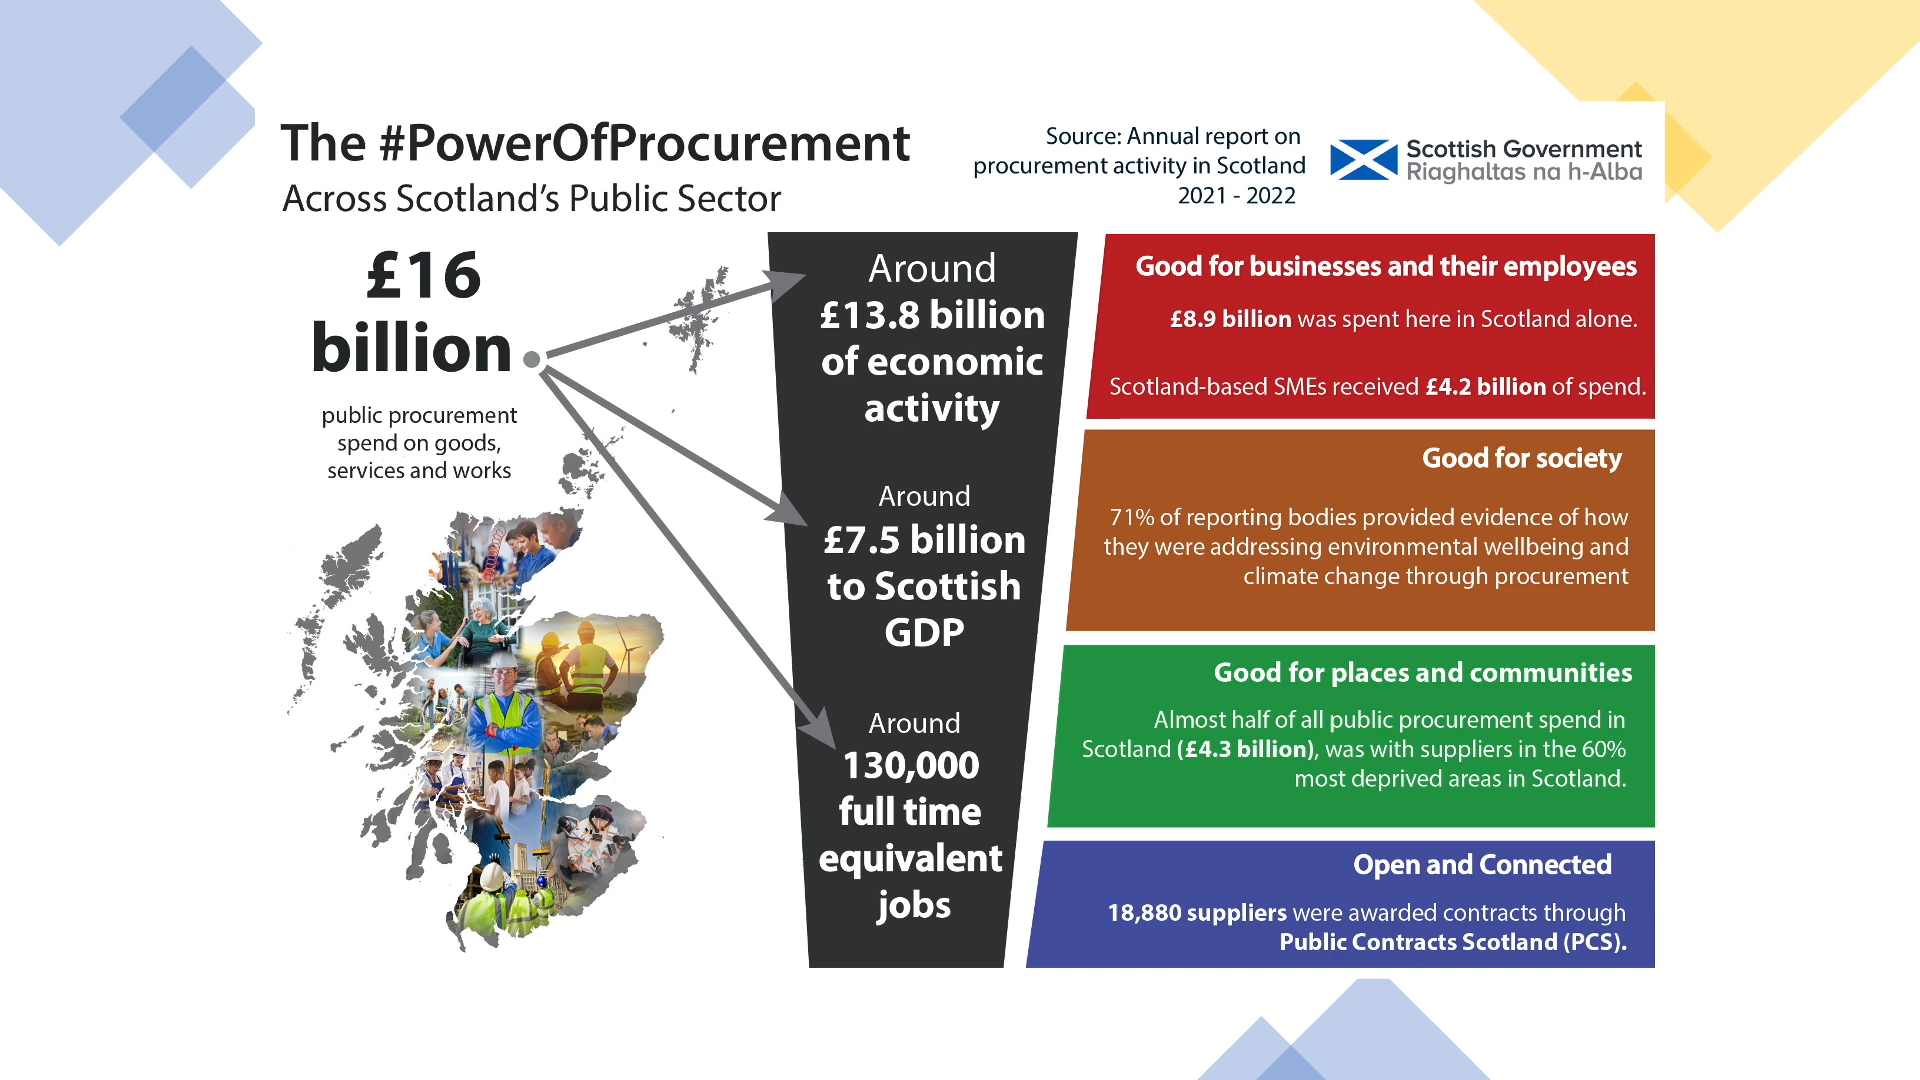 The #PowerOfProcurement
Across Scotland's Public Sector
Source: Annual report on
procurement activity in Scotland
2021 - 2022
Scottish Government
Riaghaltas na h-Alba
£16
billion
public procurement
spend on goods,
services and works
Around
£13.8 billion
of economic
activity
Around
£7.5 billion
to Scottish
GDP
Around
130,000
full time
equivalent
jobs
Good for businesses and their employees
£8.9 billion was spent here in Scotland alone.
Scotland-based SMEs received £4.2 billion of spend.
Good for society
71% of reporting bodies provided evidence of how
they were addressing environmental wellbeing and
climate change through procurement
Good for places and communities
Almost half of all public procurement spend in
Scotland (£4.3 billion), was with suppliers in the 60%
most deprived areas in Scotland.
Open and Connected
18,880 suppliers were awarded contracts through
Public Contracts Scotland (PCS).